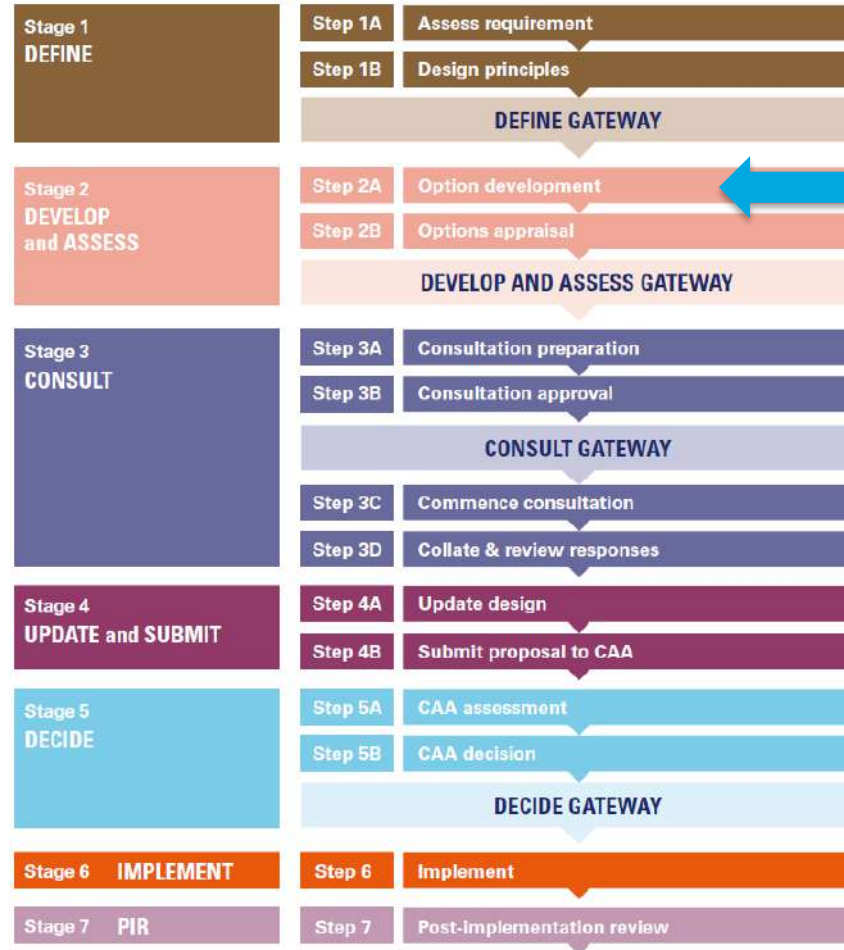 Stage 1
DEFINE
Step 1A Assess requirement
Step 1B Design principles
DEFINE GATEWAY
Stage 2
DEVELOP
and ASSESS
Step 2A Option development
Step 2B Options appraisal
DEVELOP AND ASSESS GATEWAY
Stage 3
CONSULT
Step 3A Consultation preparation
Step 3B Consultation approval
CONSULT GATEWAY
Step 3C Commence consultation
Step 3D Collate & review responses
Stage 4
UPDATE and SUBMIT
Step 4A Update design
Step 4B Submit proposal to CAA
Stage 5
DECIDE
Step 5A CAA assessment
Step 5B CAA decision
DECIDE GATEWAY
Stage 6 IMPLEMENT
Step 6 Implement
Stage 7 PIR
Step 7 Post-implementation review